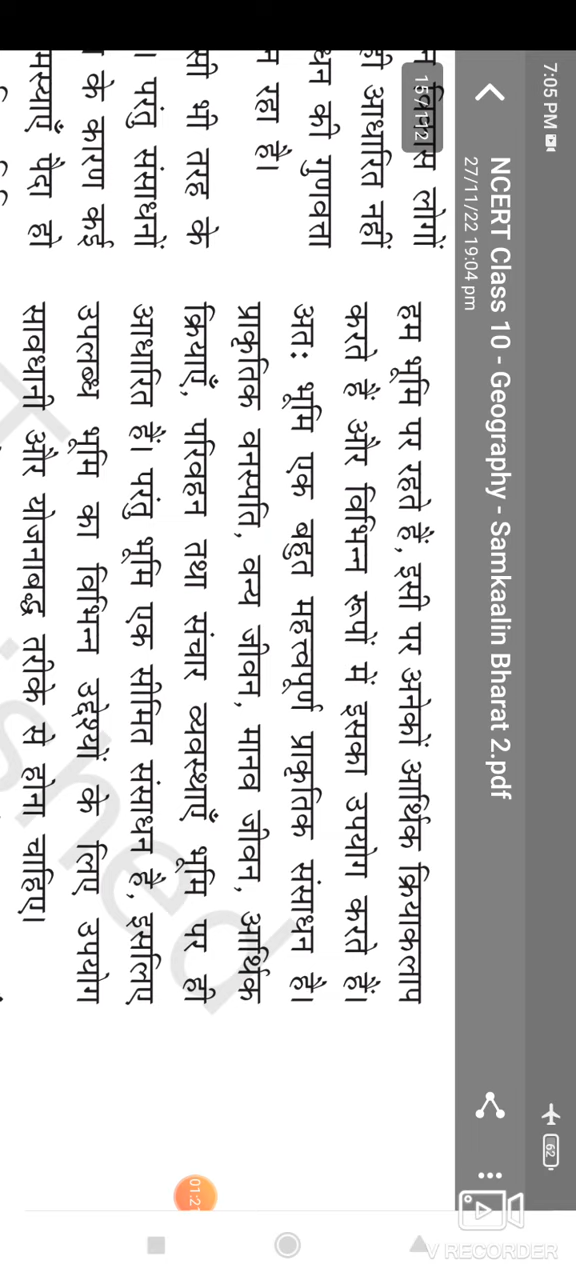 7:05 PM
62
NCERT Class 10 - Geography - Samkaalin Bharat 2.pdf
27/11/22 19:04 pm
15/112
लोगों
ही आधारित नहीं
की गुणवत्ता
न रहा है।
सी भी तरह के
। परंतु संसाधनों
के कारण कई
मस्याएँ पैदा हो
हम भूमि पर रहते हैं, इसी पर अनेकों आर्थिक क्रियाकलाप
करते हैं और विभिन्न रूपों में इसका उपयोग करते हैं।
अतः भूमि एक बहुत महत्त्वपूर्ण प्राकृतिक संसाधन है।
प्राकृतिक वनस्पति, वन्य जीवन, मानव जीवन, आर्थिक
क्रियाएँ, परिवहन तथा संचार व्यवस्थाएँ भूमि पर ही
आधारित हैं। परंतु भूमि एक सीमित संसाधन है, इसलिए
उपलब्ध भूमि का विभिन्न उद्देश्यों के लिए उपयोग
सावधानी और योजनाबद्ध तरीके से होना चाहिए।
ished
V RECORDER